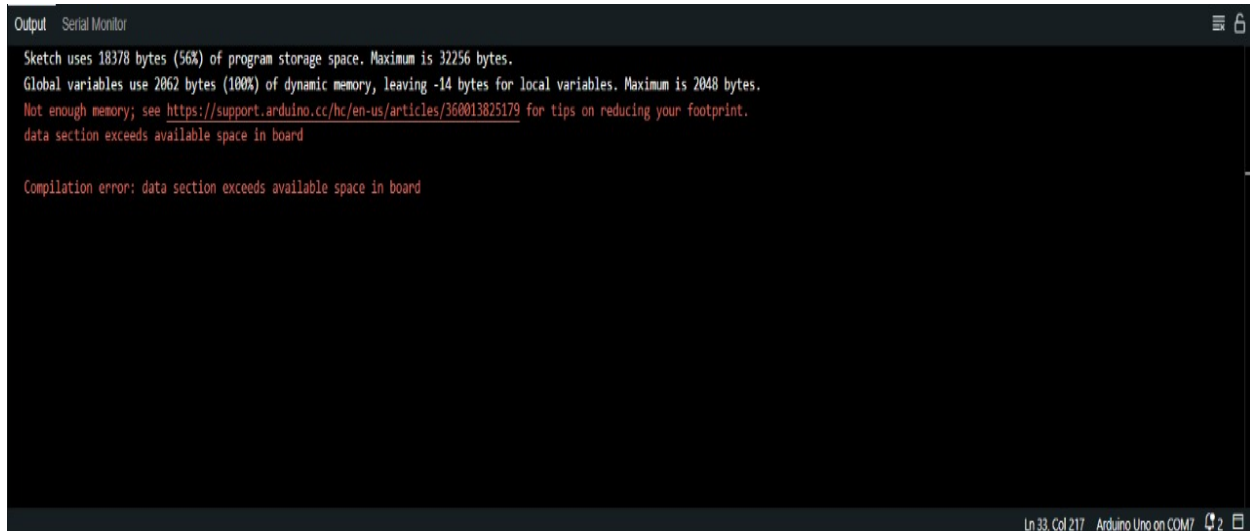 Output Serial Monitor
Sketch uses 18378 bytes (56%) of program storage space. Maximum is 32256 bytes.
Global variables use 2062 bytes (100%) of dynamic memory, leaving -14 bytes for local variables. Maximum is 2048 bytes.
Not enough memory; see https://support.arduino.cc/hc/en-us/articles/360013825179 for tips on reducing your footprint.
data section exceeds available space in board
Compilation error: data section exceeds available space in board
Ln 33, Col 217 Arduino Uno on COM7 2